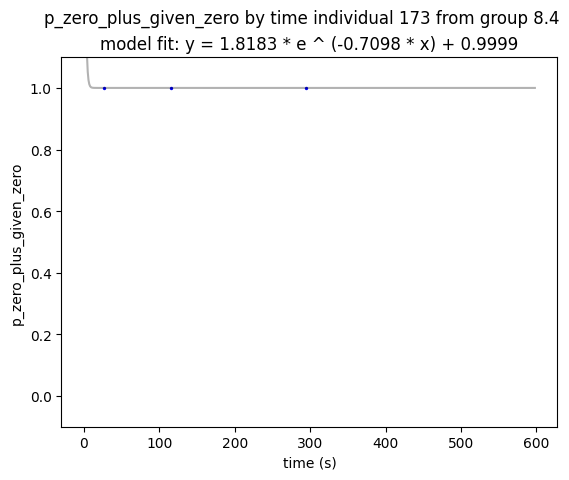 p_zero_plus_given_zero by time individual 173 from group 8.4
model fit: y = 1.8183 * e ^ (-0.7098 * x) + 0.9999
1.0
0.8
0.6
0.4
0.2
0.0
p_zero_plus_given_zero
0 100 200 300 400 500 600
time (s)